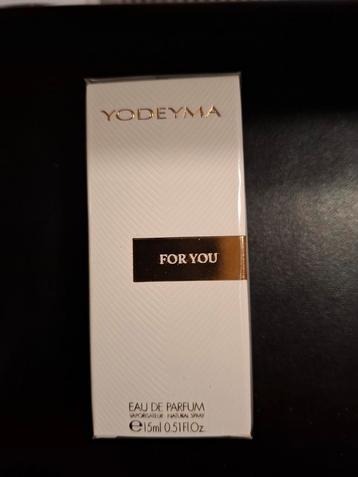 YODEYMA
FOR YOU
EAU DE PARFUM
VAPORISATEUR - NATURAL SPRAY
℮15ml 0.51Fl Oz.